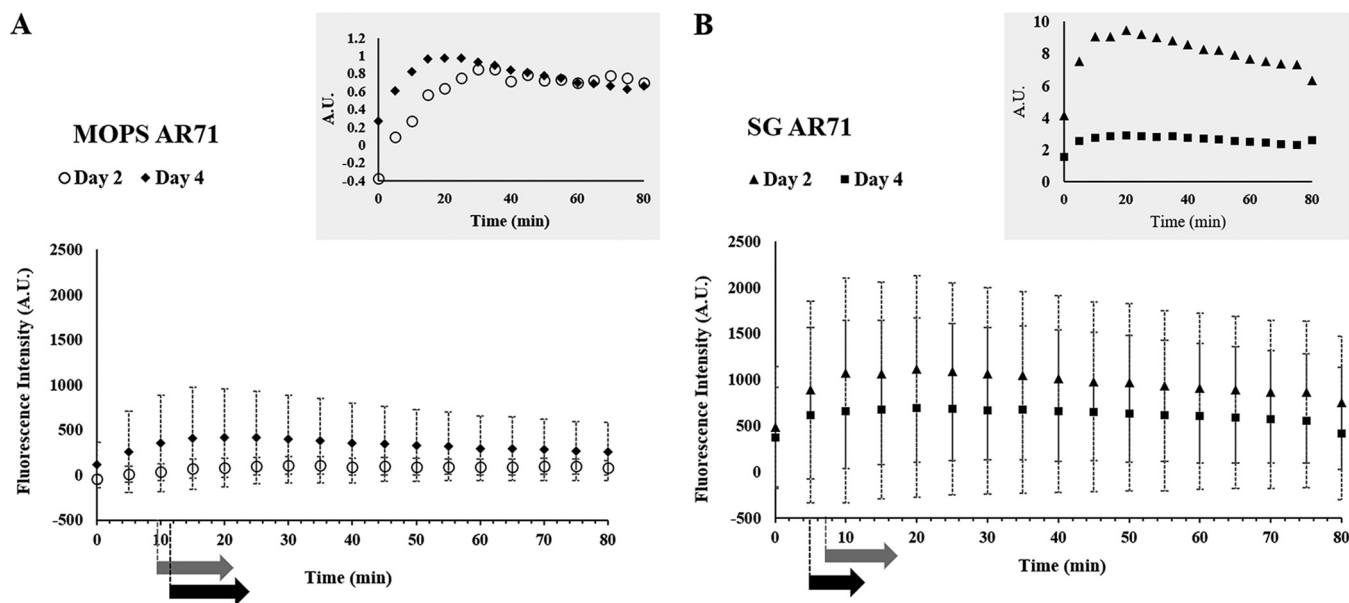 A
MOPS AR71
Day 2 Day 4
A.U.
1.2
1
0.8
0.6
0.4
0.2
0
-0.2
-0.4
0 20 40 60 80
Time (min)
Fluorescence Intensity (A.U.)
2500
2000
1500
1000
500
0
-500
0 10 20 30 40 50 60 70 80
Time (min)
B
SG AR71
Day 2 Day 4
A.U.
10
8
6
4
2
0
0 20 40 60 80
Time (min)
Fluorescence Intensity (A.U.)
2500
2000
1500
1000
500
0
-500
0 10 20 30 40 50 60 70 80
Time (min)